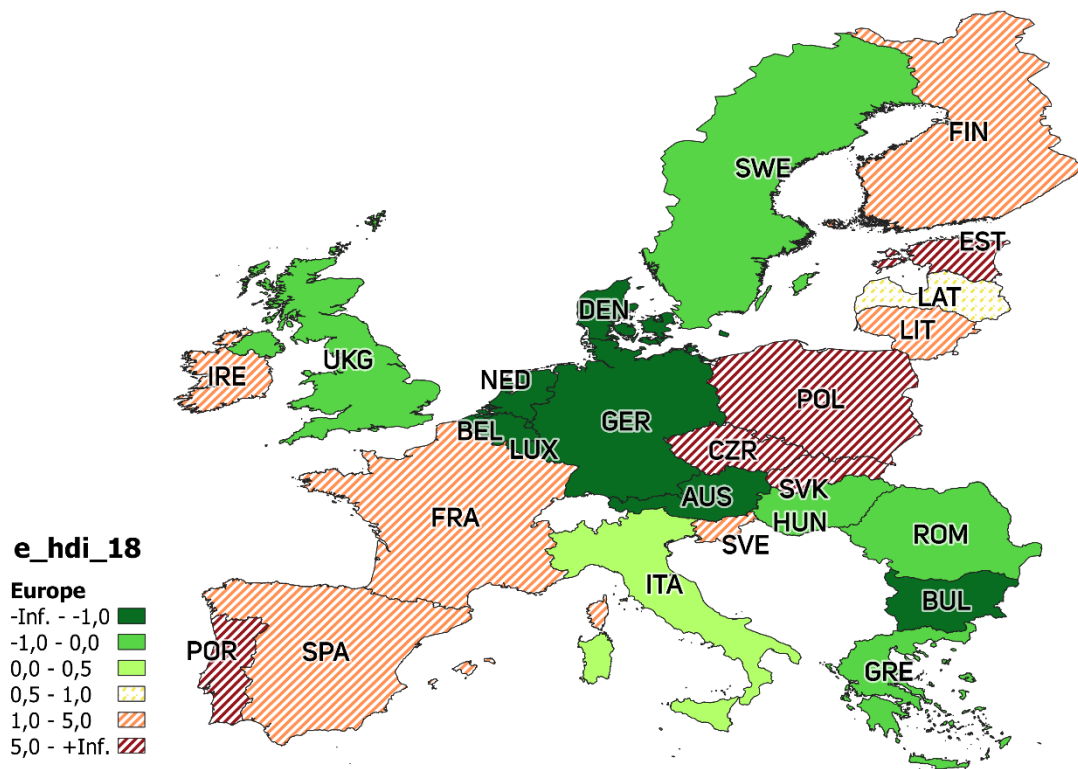 FIN
SWE
EST
LAT
LIT
DEN
IRE
UKG
NED
GER
POL
BEL
LUX
CZR
AUS
SVK
FRA
HUN
ROM
SVE
ITA
BUL
POR
SPA
GRE
e_hdi_18
Europe
-Inf. - -1,0
-1,0 - 0,0
0,0 - 0,5
0,5 - 1,0
1,0 - 5,0
5,0 - +Inf.